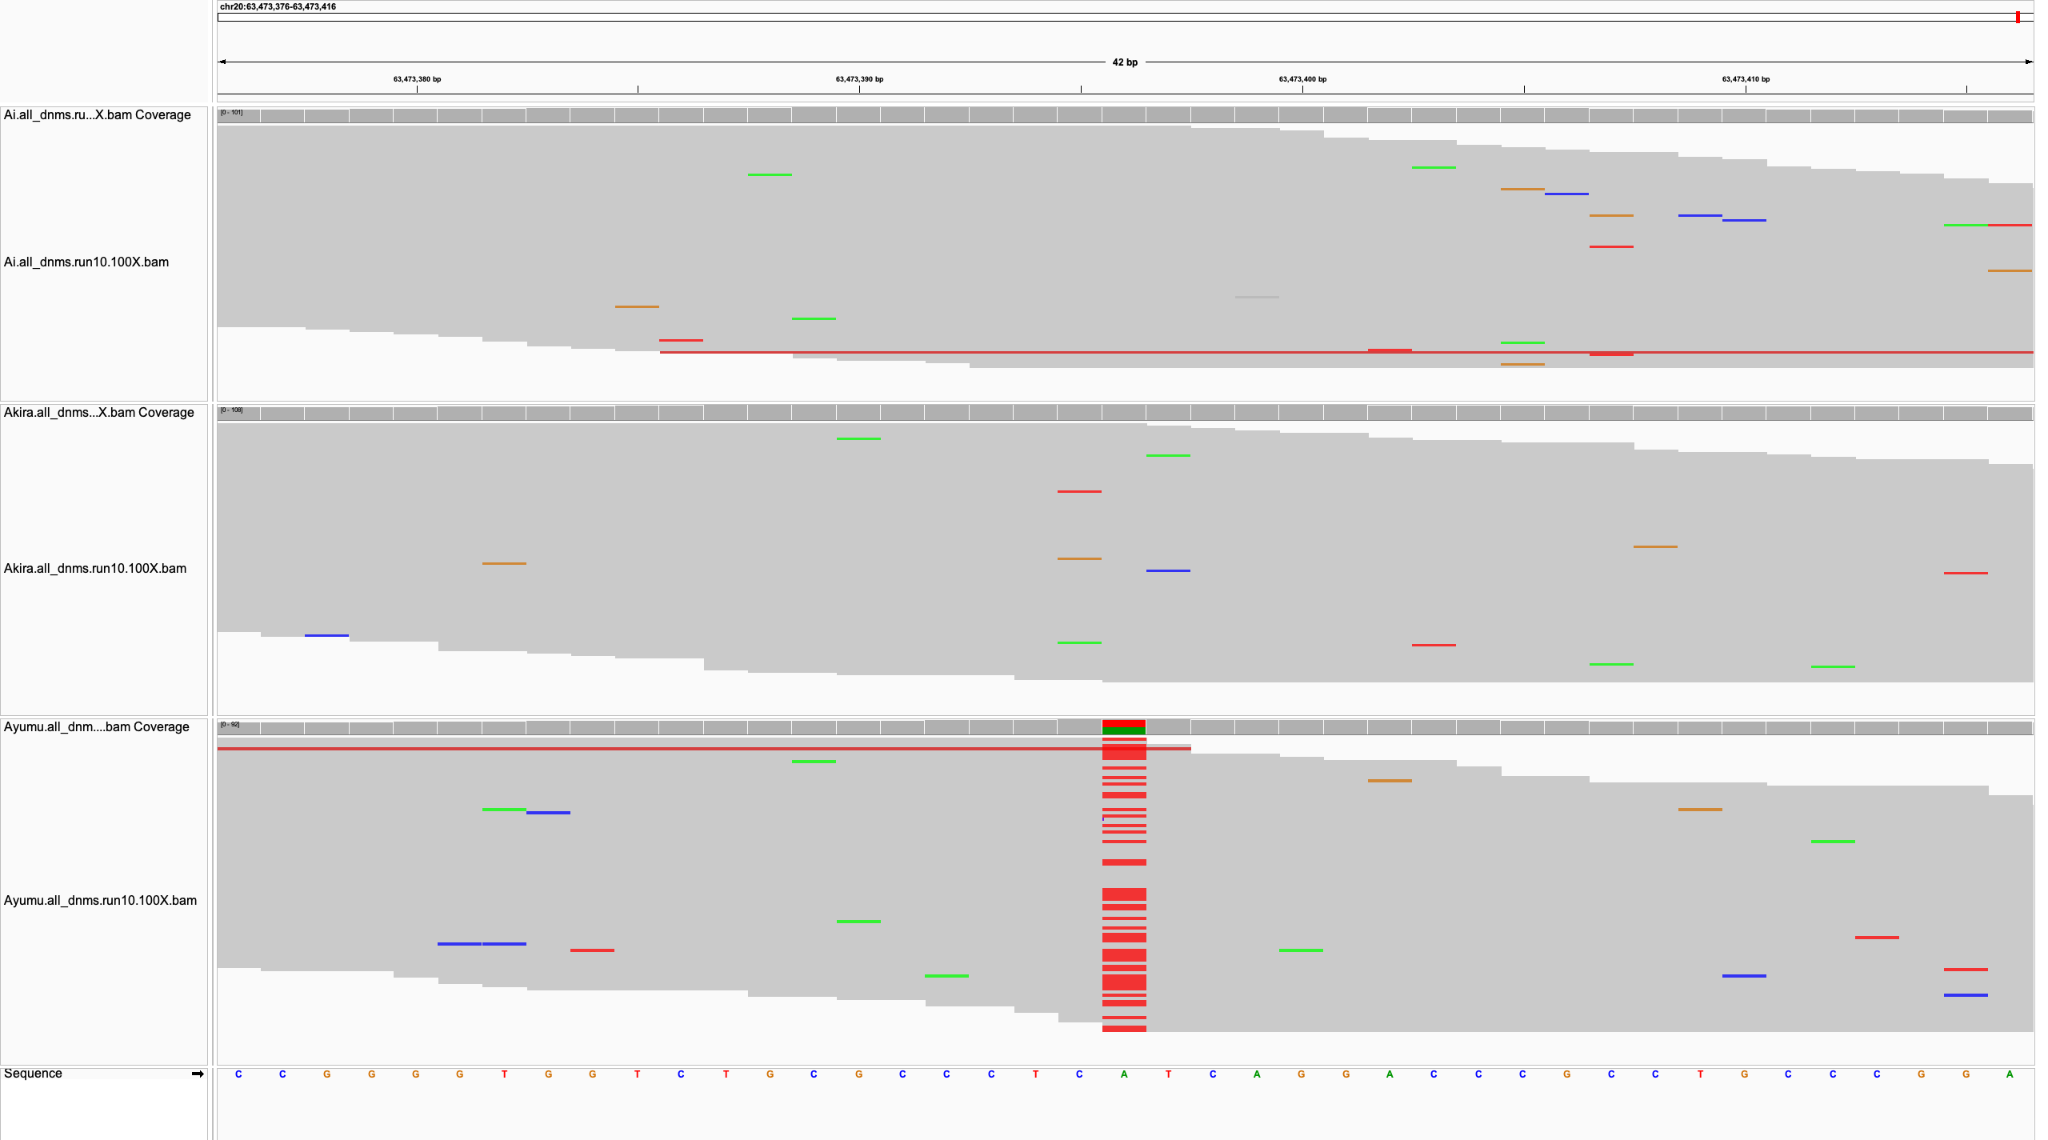 chr20:63,473,376-63,473,416
42 bp
63,473,380 bp 63,473,390 bp 63,473,400 bp 63,473,410 bp
Ai.all_dnms.ru...X.bam Coverage
[0 - 101]
Ai.all_dnms.run10.100X.bam
Akira.all_dnms...X.bam Coverage
[0 - 108]
Akira.all_dnms.run10.100X.bam
Ayumu.all_dnm....bam Coverage
[0 - 92]
Ayumu.all_dnms.run10.100X.bam
Sequence C C G G G G T G G T C T G C G C C C T C A T C A G G A C C C G C C T G C C C G G A